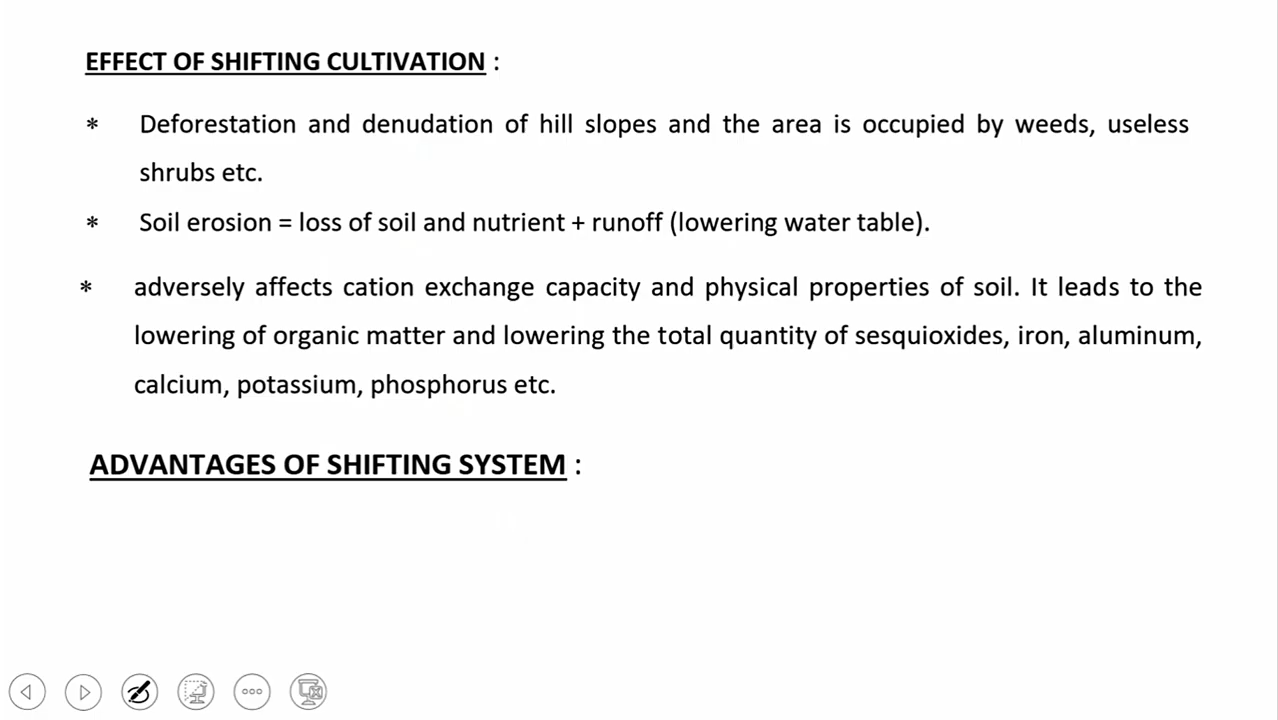 EFFECT OF SHIFTING CULTIVATION :
* Deforestation and denudation of hill slopes and the area is occupied by weeds, useless
shrubs etc.
* Soil erosion = loss of soil and nutrient + runoff (lowering water table).
* adversely affects cation exchange capacity and physical properties of soil. It leads to the
lowering of organic matter and lowering the total quantity of sesquioxides, iron, aluminum,
calcium, potassium, phosphorus etc.
ADVANTAGES OF SHIFTING SYSTEM :